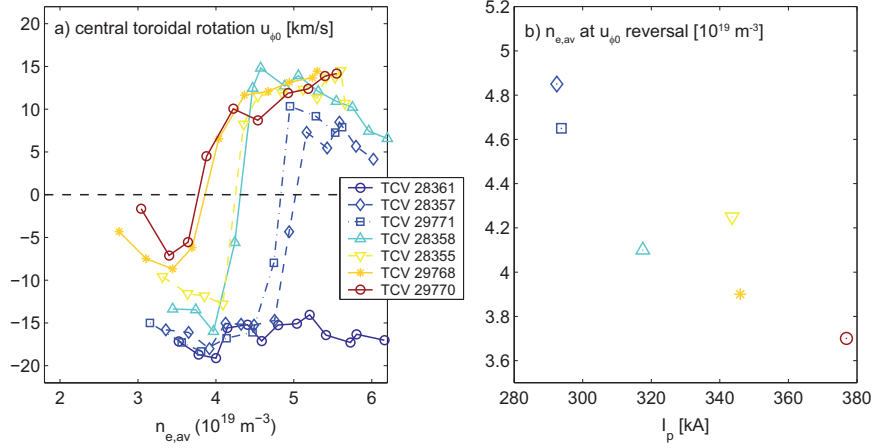 a) central toroidal rotation uϕ0 [km/s]
20
15
10
5
0
−5
−10
−15
−20
TCV 28361
TCV 28357
TCV 29771
TCV 28358
TCV 28355
TCV 29768
TCV 29770
2 3 4 5 6
ne,av (10^19 m^−3)
b) ne,av at uϕ0 reversal [10^19 m^-3]
5.2
5
4.8
4.6
4.4
4.2
4
3.8
3.6
280 300 320 340 360 380
Ip [kA]